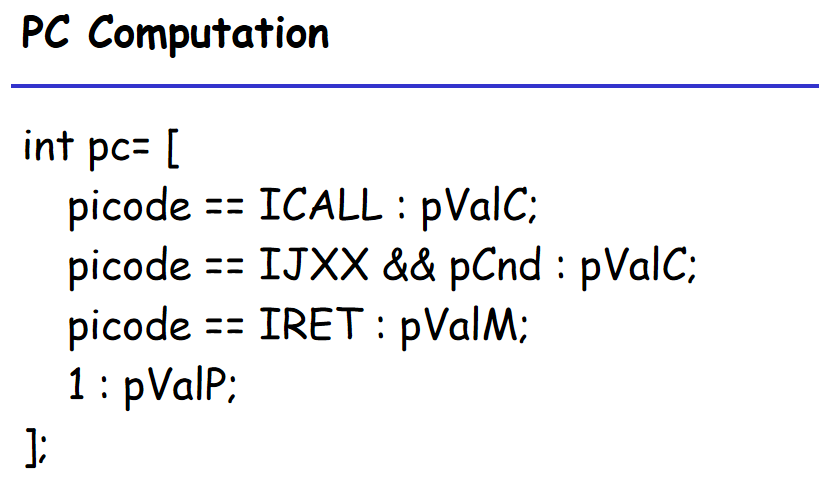 PC Computation
int pc= [
picode == ICALL : pValC;
picode == IJXX && pCnd : pValC;
picode == IRET : pValM;
1 : pValP;
];